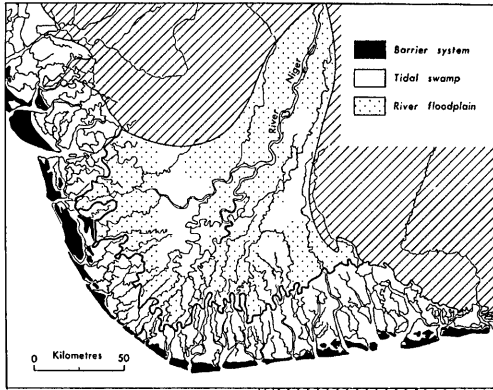 Barrier system
Tidal swamp
River floodplain
River Niger
Kilometres
0 50